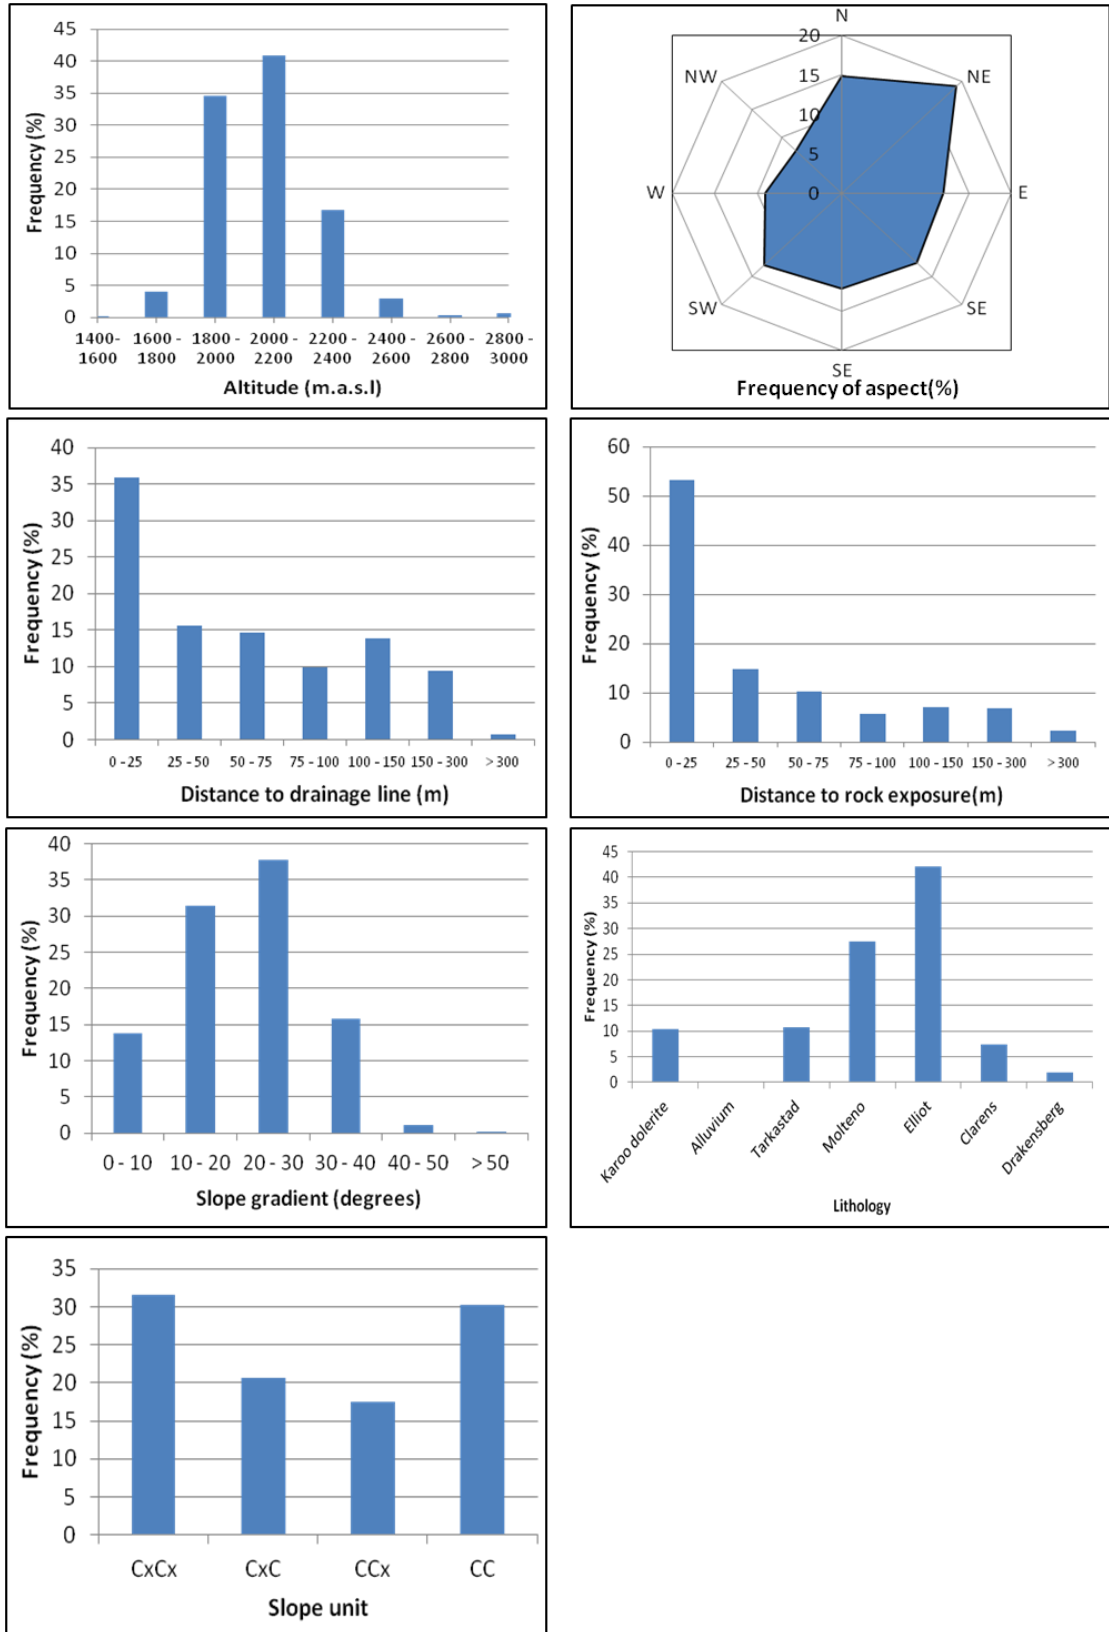 45
40
35
30
25
20
15
10
5
0
Frequency (%)
1400- 1600 - 1800 - 2000 - 2200 - 2400 - 2600 - 2800 -
1600 1800 2000 2200 2400 2600 2800 3000
Altitude (m.a.s.l)
N
20
NW NE
15
10
5
W 0 E
SW SE
SE
Frequency of aspect(%)
40
35
30
25
20
15
10
5
0
Frequency (%)
0 - 25 25 - 50 50 - 75 75 - 100 100 - 150 150 - 300 > 300
Distance to drainage line (m)
60
50
40
30
20
10
0
Frequency (%)
0 - 25 25 - 50 50 - 75 75 - 100 100 - 150 150 - 300 > 300
Distance to rock exposure(m)
40
35
30
25
20
15
10
5
0
Frequency (%)
0 - 10 10 - 20 20 - 30 30 - 40 40 - 50 > 50
Slope gradient (degrees)
45
40
35
30
25
20
15
10
5
0
Frequency (%)
Karoo dolerite Alluvium Tarkastad Molteno Elliot Clarens Drakensberg
Lithology
35
30
25
20
15
10
5
0
Frequency (%)
CxCx CxC CCx CC
Slope unit